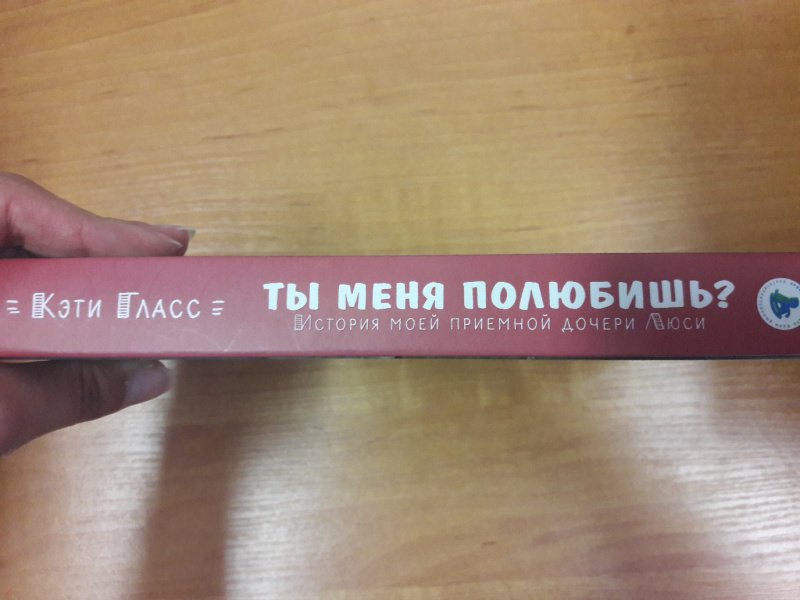 = Кэти Гласс =
Ты меня полюбишь?
История моей приемной дочери Люси